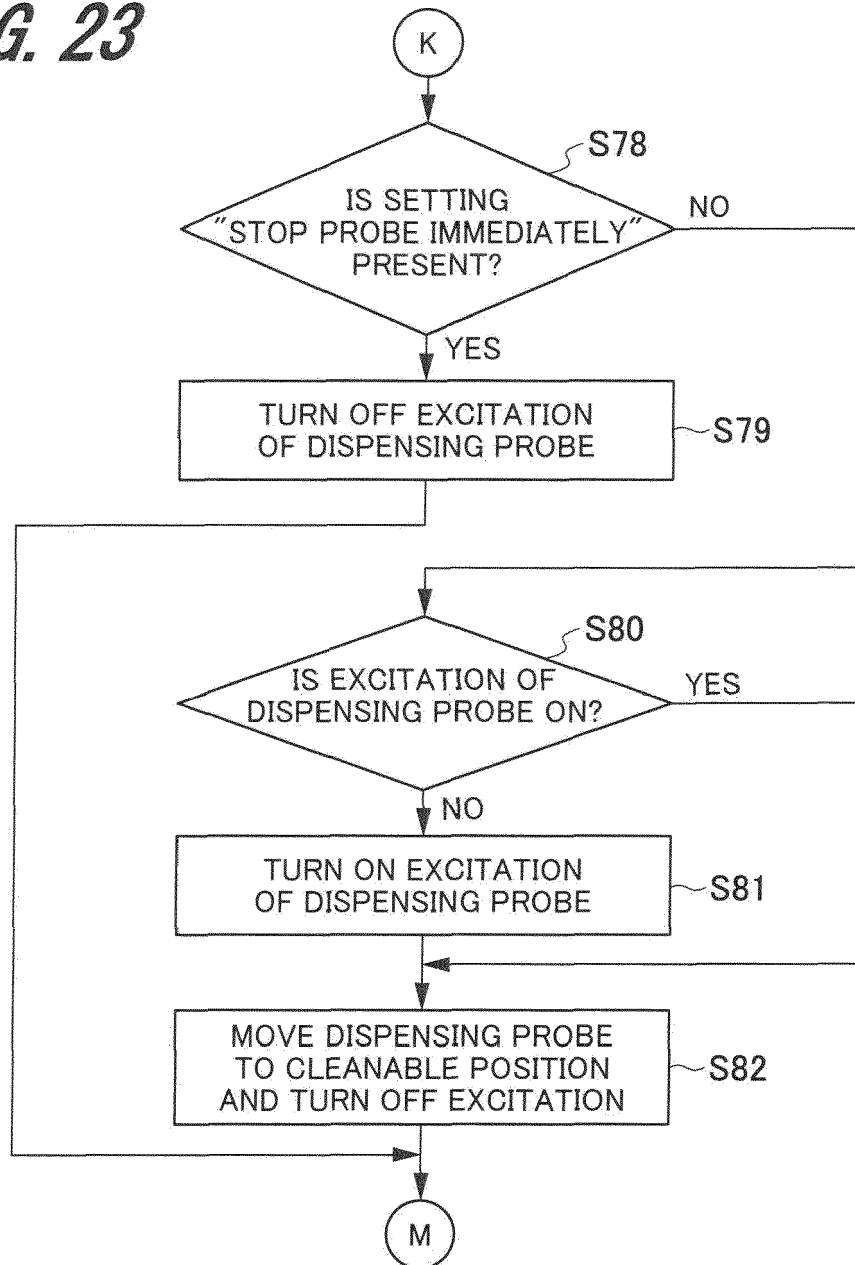 G. 23
K
S78
IS SETTING
"STOP PROBE IMMEDIATELY"
PRESENT?
NO
YES
TURN OFF EXCITATION
OF DISPENSING PROBE
S79
S80
IS EXCITATION OF
DISPENSING PROBE ON?
YES
NO
TURN ON EXCITATION
OF DISPENSING PROBE
S81
MOVE DISPENSING PROBE
TO CLEANABLE POSITION
AND TURN OFF EXCITATION
S82
M